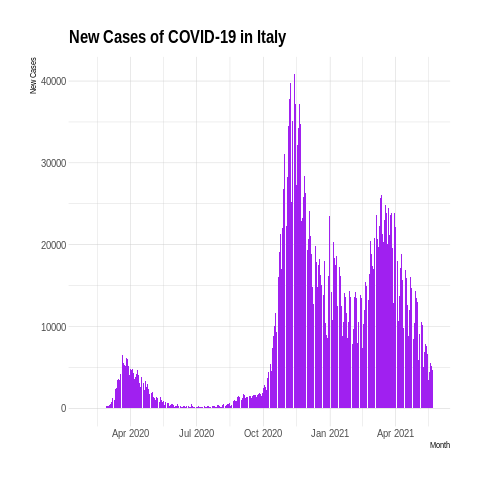 New Cases of COVID-19 in Italy
New Cases
40000
30000
20000
10000
0
Apr 2020 Jul 2020 Oct 2020 Jan 2021 Apr 2021
Month